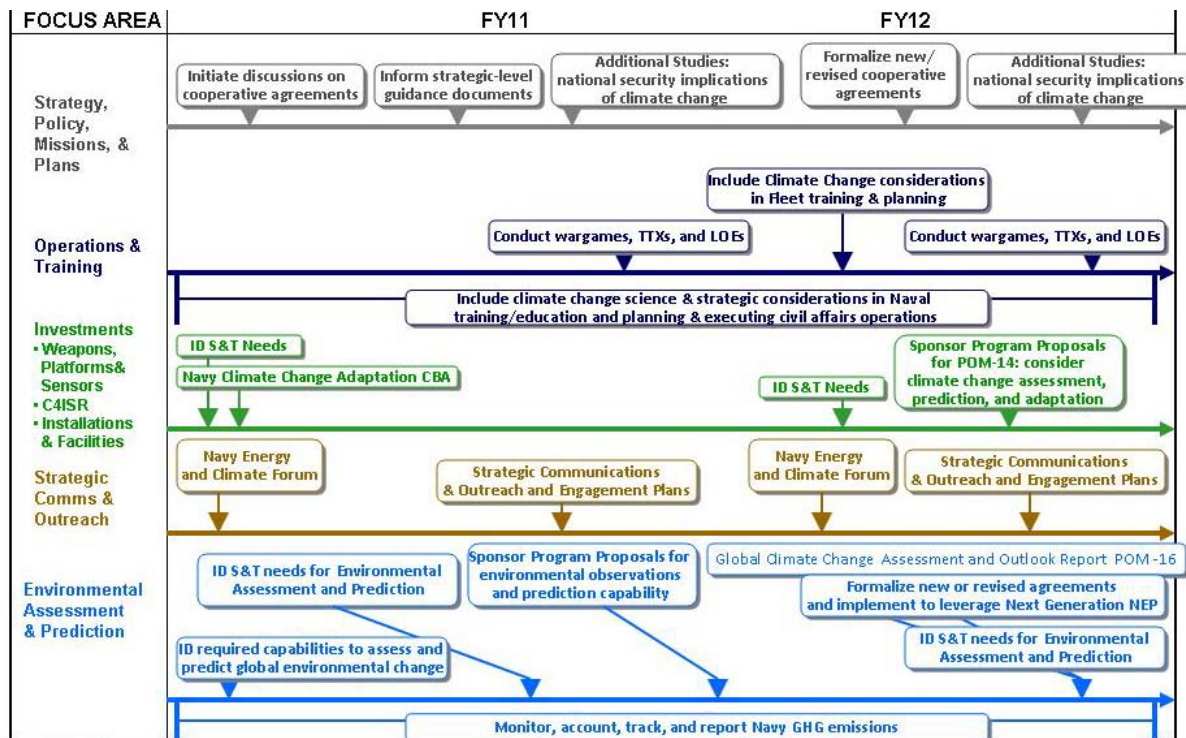 FOCUS AREA
FY11
FY12
Strategy,
Policy,
Missions, &
Plans
Initiate discussions on
cooperative agreements
Inform strategic-level
guidance documents
Additional Studies:
national security implications
of climate change
Formalize new/
revised cooperative
agreements
Additional Studies:
national security implications
of climate change
Operations &
Training
Include Climate Change considerations
in Fleet training & planning
Conduct wargames, TTXs, and LOEs
Conduct wargames, TTXs, and LOEs
Include climate change science & strategic considerations in Naval
training/education and planning & executing civil affairs operations
Investments
▪ Weapons,
Platforms&
Sensors
▪ C4ISR
▪ Installations
& Facilities
ID S&T Needs
Navy Climate Change Adaptation CBA
ID S&T Needs
Sponsor Program Proposals
for POM-14: consider
climate change assessment,
prediction, and adaptation
Strategic
Comms &
Outreach
Navy Energy
and Climate Forum
Strategic Communications
& Outreach and Engagement Plans
Navy Energy
and Climate Forum
Strategic Communications
& Outreach and Engagement Plans
Environmental
Assessment
& Prediction
ID S&T needs for Environmental
Assessment and Prediction
Sponsor Program Proposals for
environmental observations
and prediction capability
Global Climate Change Assessment and Outlook Report POM-16
Formalize new or revised agreements
and implement to leverage Next Generation NEP
ID required capabilities to assess and
predict global environmental change
ID S&T needs for Environmental
Assessment and Prediction
Monitor, account, track, and report Navy GHG emissions